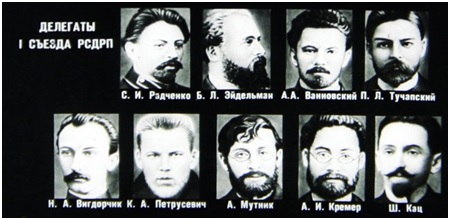 ДЕЛЕГАТЫ
I СЪЕЗДА РСДРП
С. И. Радченко Б. Л. Эйдельман А.А. Ванновский П. Л. Тучапский
Н. А. Вигдорчик К. А. Петрусевич А. Мутник А. И. Кремер Ш. Кац